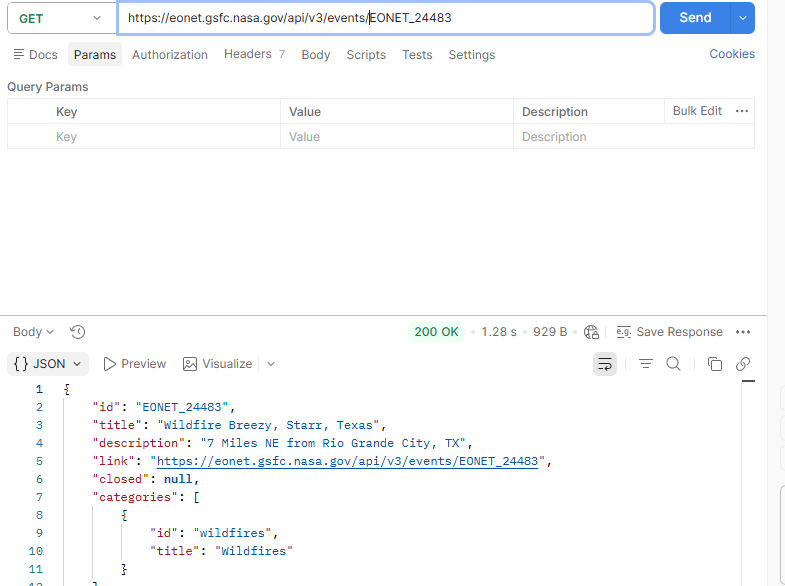 GET https://eonet.gsfc.nasa.gov/api/v3/events/EONET_24483 Send
Docs Params Authorization Headers 7 Body Scripts Tests Settings Cookies
Query Params
Key Value Description Bulk Edit
Key Value Description
Body 200 OK 1.28 s 929 B e.g. Save Response
{} JSON Preview Visualize
1 {
2 "id": "EONET_24483",
3 "title": "Wildfire Breezy, Starr, Texas",
4 "description": "7 Miles NE from Rio Grande City, TX",
5 "link": "https://eonet.gsfc.nasa.gov/api/v3/events/EONET_24483",
6 "closed": null,
7 "categories": [
8 {
9 "id": "wildfires",
10 "title": "Wildfires"
11 }